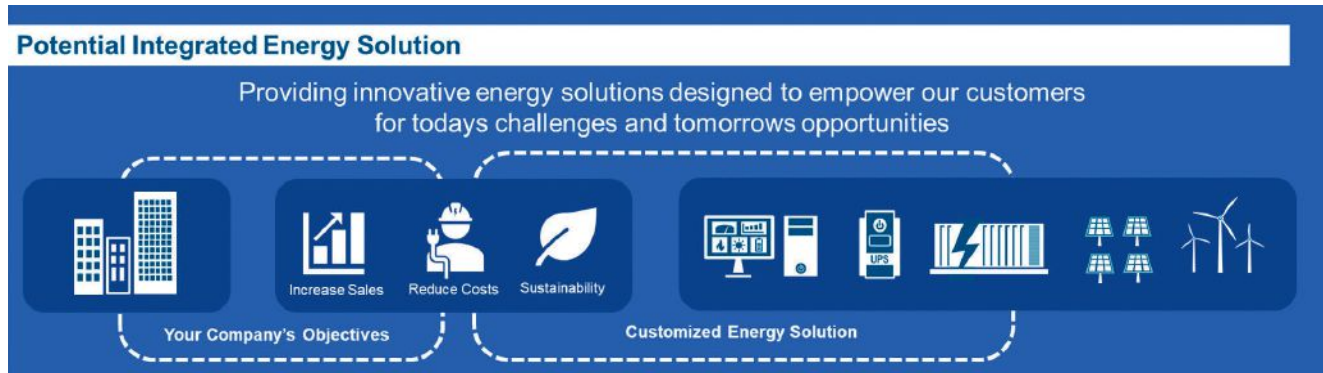 Potential Integrated Energy Solution
Providing innovative energy solutions designed to empower our customers
for todays challenges and tomorrows opportunities
Increase Sales
Reduce Costs
Sustainability
UPS
Your Company's Objectives
Customized Energy Solution